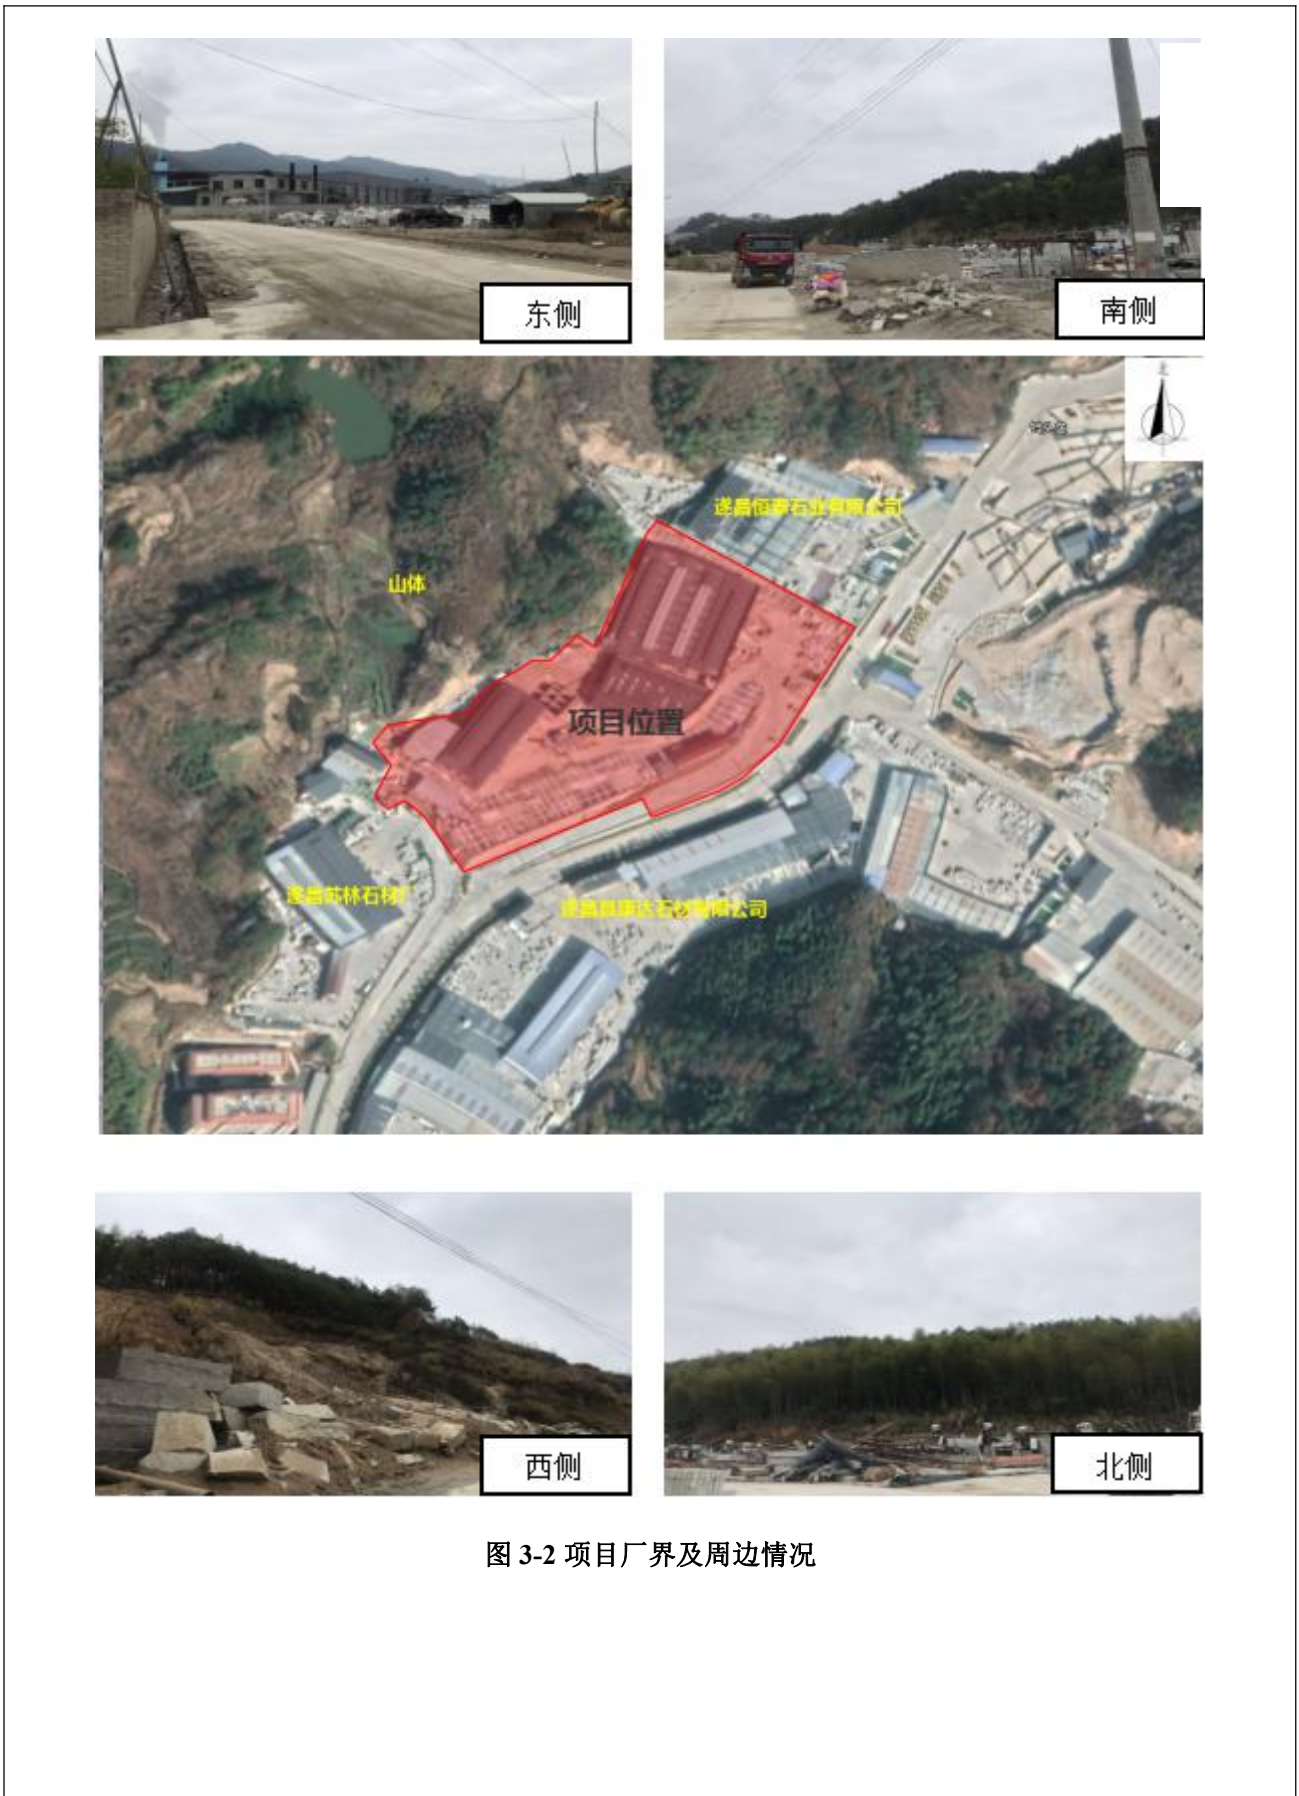 东侧
南侧
北
遂昌恒泰石业有限公司
山体
项目位置
遂昌苏林石材厂
遂昌县康达石材有限公司
西侧
北侧
图 3-2 项目厂界及周边情况